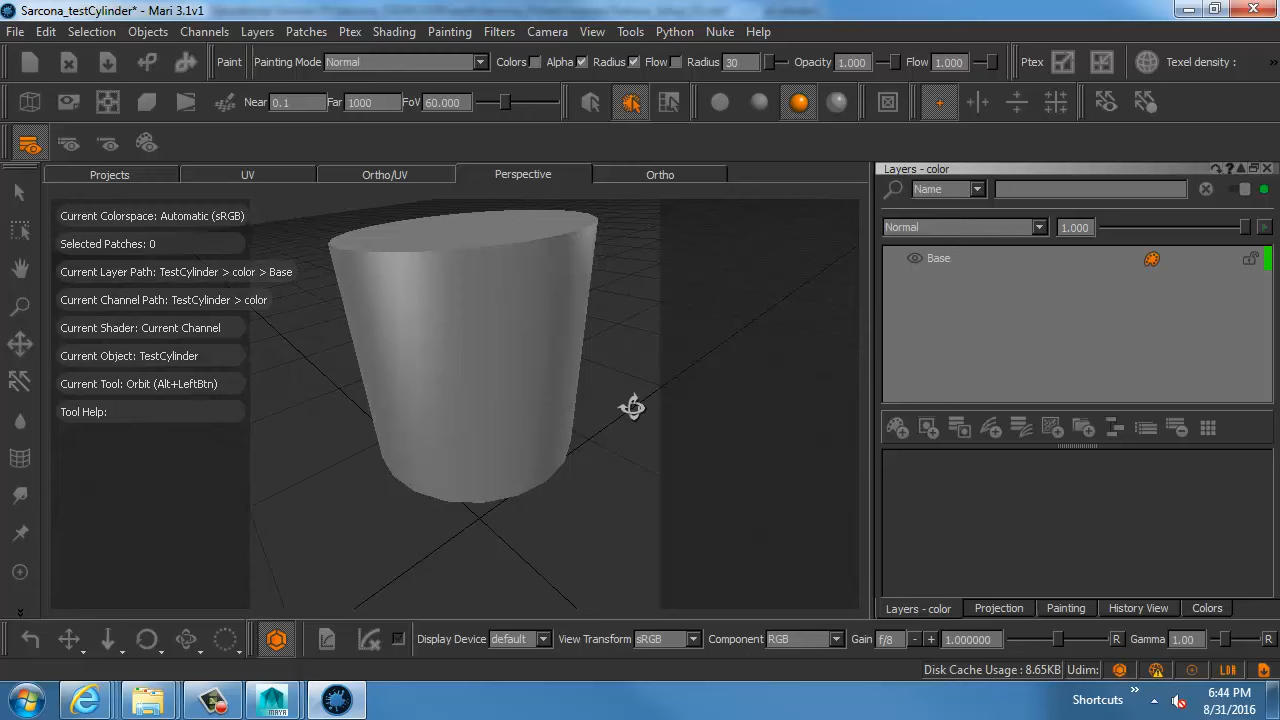 Sarcona_testCylinder* - Mari 3.1v1
File Edit Selection Objects Channels Layers Patches Ptex Shading Painting Filters Camera View Tools Python Nuke Help
Paint Painting Mode Normal Colors Alpha Radius Flow Radius 30 Opacity 1.000 Flow 1.000 Ptex Texel density : »
Near 0.1 Far 1000 FoV 60.000
Projects UV Ortho/UV Perspective Ortho
Layers - color
Name
Normal 1.000
Base
Current Colorspace: Automatic (sRGB)
Selected Patches: 0
Current Layer Path: TestCylinder > color > Base
Current Channel Path: TestCylinder > color
Current Shader: Current Channel
Current Object: TestCylinder
Current Tool: Orbit (Alt+LeftBtn)
Tool Help:
Layers - color Projection Painting History View Colors
Display Device default View Transform sRGB Component RGB Gain f/8 - + 1.000000 R Gamma 1.00 R
Disk Cache Usage : 8.65KB Udim: LDR
MAYA
Shortcuts »
6:44 PM
8/31/2016